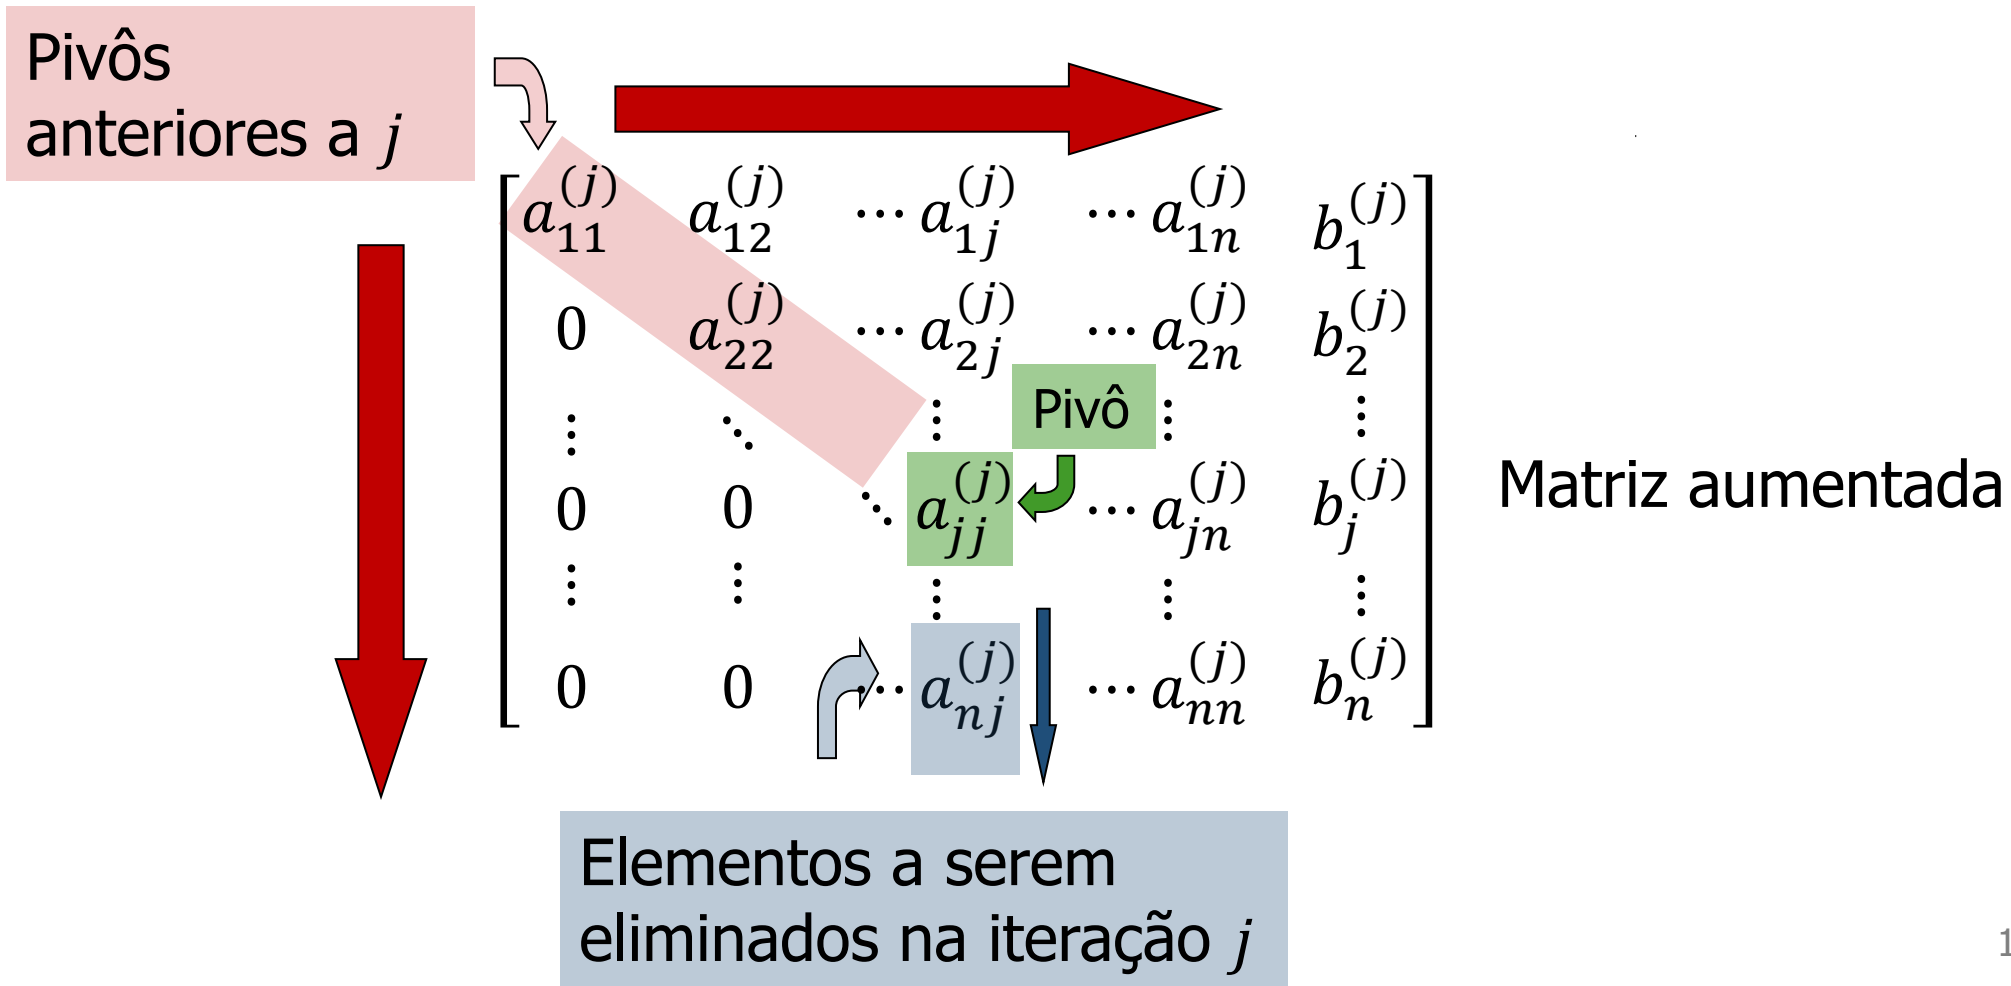 Pivôs
anteriores a j
a_{11}^{(j)} a_{12}^{(j)} ⋯ a_{1j}^{(j)} ⋯ a_{1n}^{(j)} b_1^{(j)}
0 a_{22}^{(j)} ⋯ a_{2j}^{(j)} ⋯ a_{2n}^{(j)} b_2^{(j)}
⋮ ⋱ ⋮ Pivô ⋮ ⋮
0 0 ⋱ a_{jj}^{(j)} ⋯ a_{jn}^{(j)} b_j^{(j)} Matriz aumentada
⋮ ⋮ ⋮ ⋮ ⋮
0 0 ⋯ a_{nj}^{(j)} ⋯ a_{nn}^{(j)} b_n^{(j)}
Elementos a serem
eliminados na iteração j
1